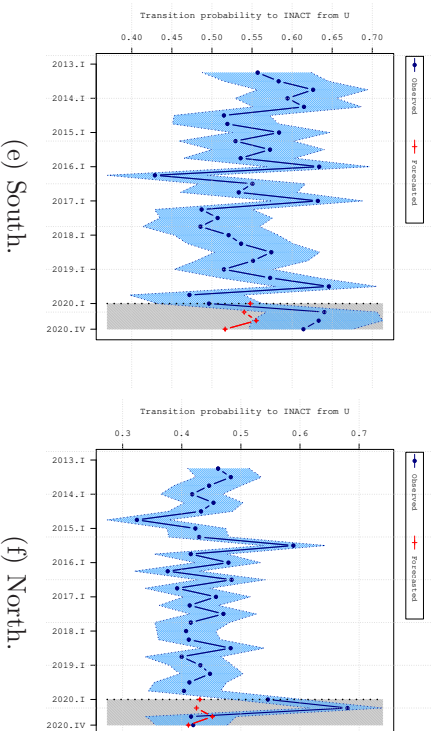 Transition probability to INACT from U
0.40 0.45 0.50 0.55 0.60 0.65 0.70
2013.I
2014.I
2015.I
2016.I
2017.I
2018.I
2019.I
2020.I
2020.IV
Observed
Forecasted
(e) South.
Transition probability to INACT from U
0.3 0.4 0.5 0.6 0.7
2013.I
2014.I
2015.I
2016.I
2017.I
2018.I
2019.I
2020.I
2020.IV
Observed
Forecasted
(f) North.